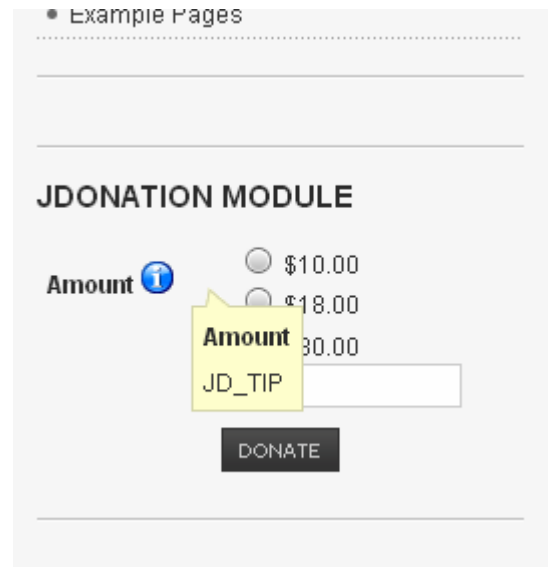 Example Pages
JDONATION MODULE
Amount
$10.00
$18.00
Amount
30.00
JD_TIP
DONATE